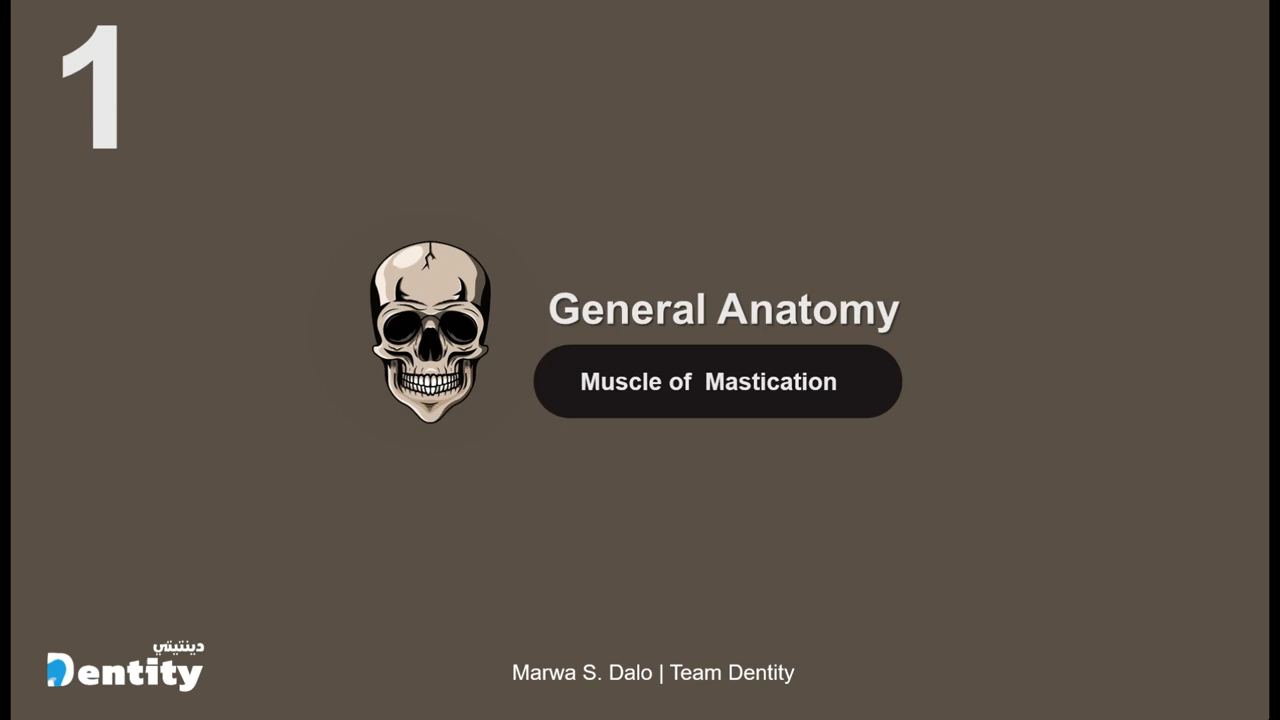 1
General Anatomy
Muscle of  Mastication
دينتيتي
Dentity
Marwa S. Dalo | Team Dentity